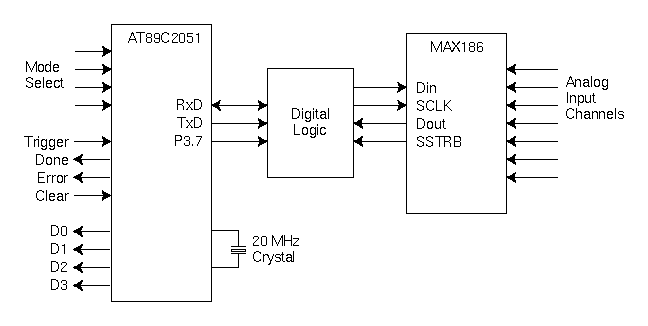 AT89C2051
MAX186
Mode
Select
RxD
TxD
P3.7
Digital
Logic
Din
SCLK
Dout
SSTRB
Analog
Input
Channels
Trigger
Done
Error
Clear
D0
D1
D2
D3
20 MHz
Crystal